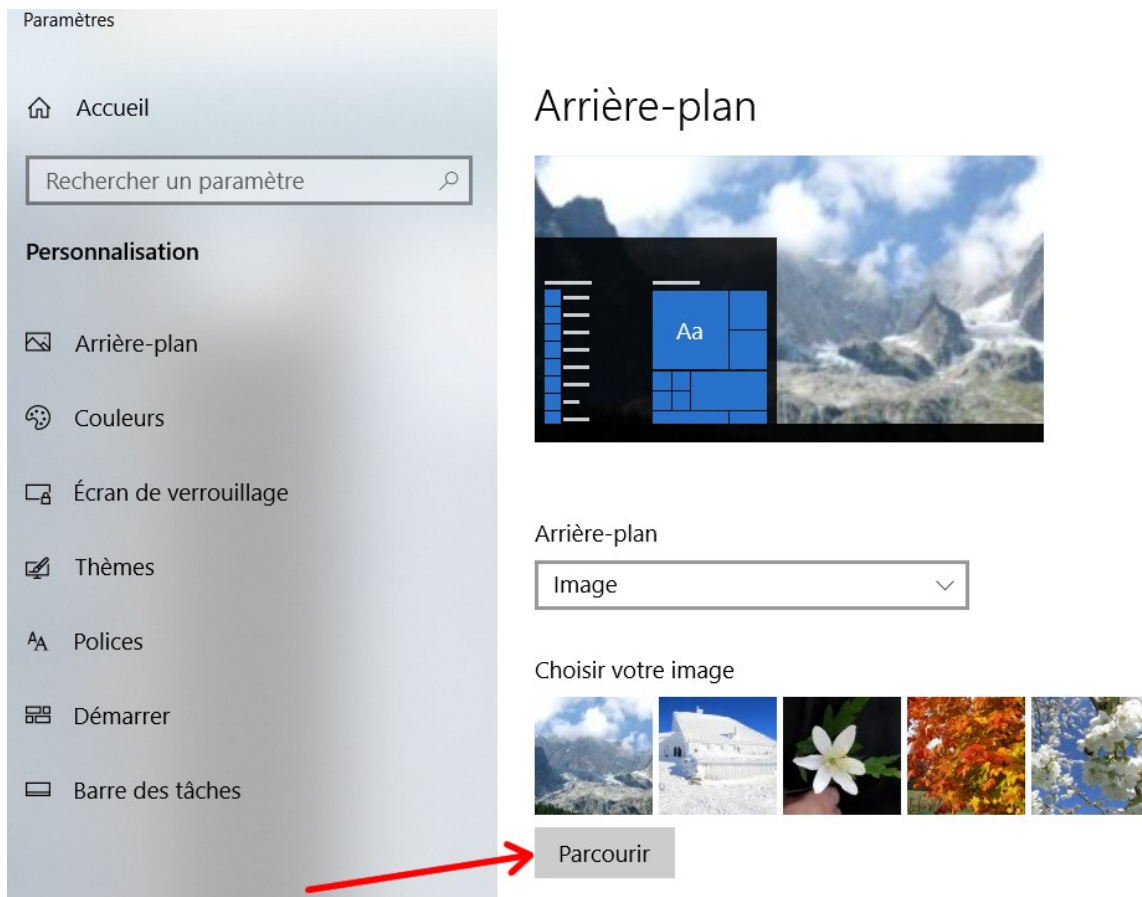 Paramètres
Accueil
Rechercher un paramètre
Personnalisation
Arrière-plan
Couleurs
Écran de verrouillage
Thèmes
Polices
Démarrer
Barre des tâches
Arrière-plan
Aa
Arrière-plan
Image
Choisir votre image
Parcourir